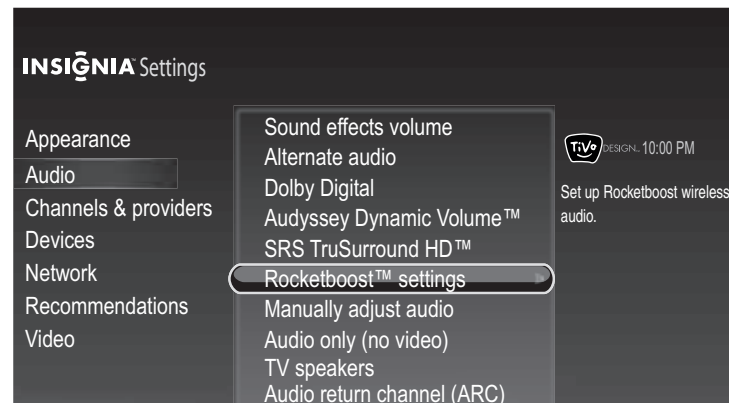 INSIGNIA™ Settings
Appearance
Audio
Channels & providers
Devices
Network
Recommendations
Video
Sound effects volume
Alternate audio
Dolby Digital
Audyssey Dynamic Volume™
SRS TruSurround HD™
Rocketboost™ settings
Manually adjust audio
Audio only (no video)
TV speakers
Audio return channel (ARC)
TiVo DESIGN™ 10:00 PM
Set up Rocketboost wireless
audio.